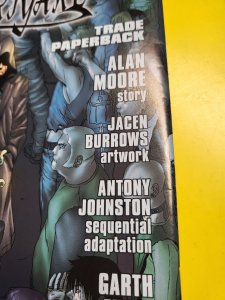 TRADE
PAPERBACK
ALAN
MOORE
story
JACEN
BURROWS
artwork
ANTONY
JOHNSTON
sequential
adaptation
GARTH